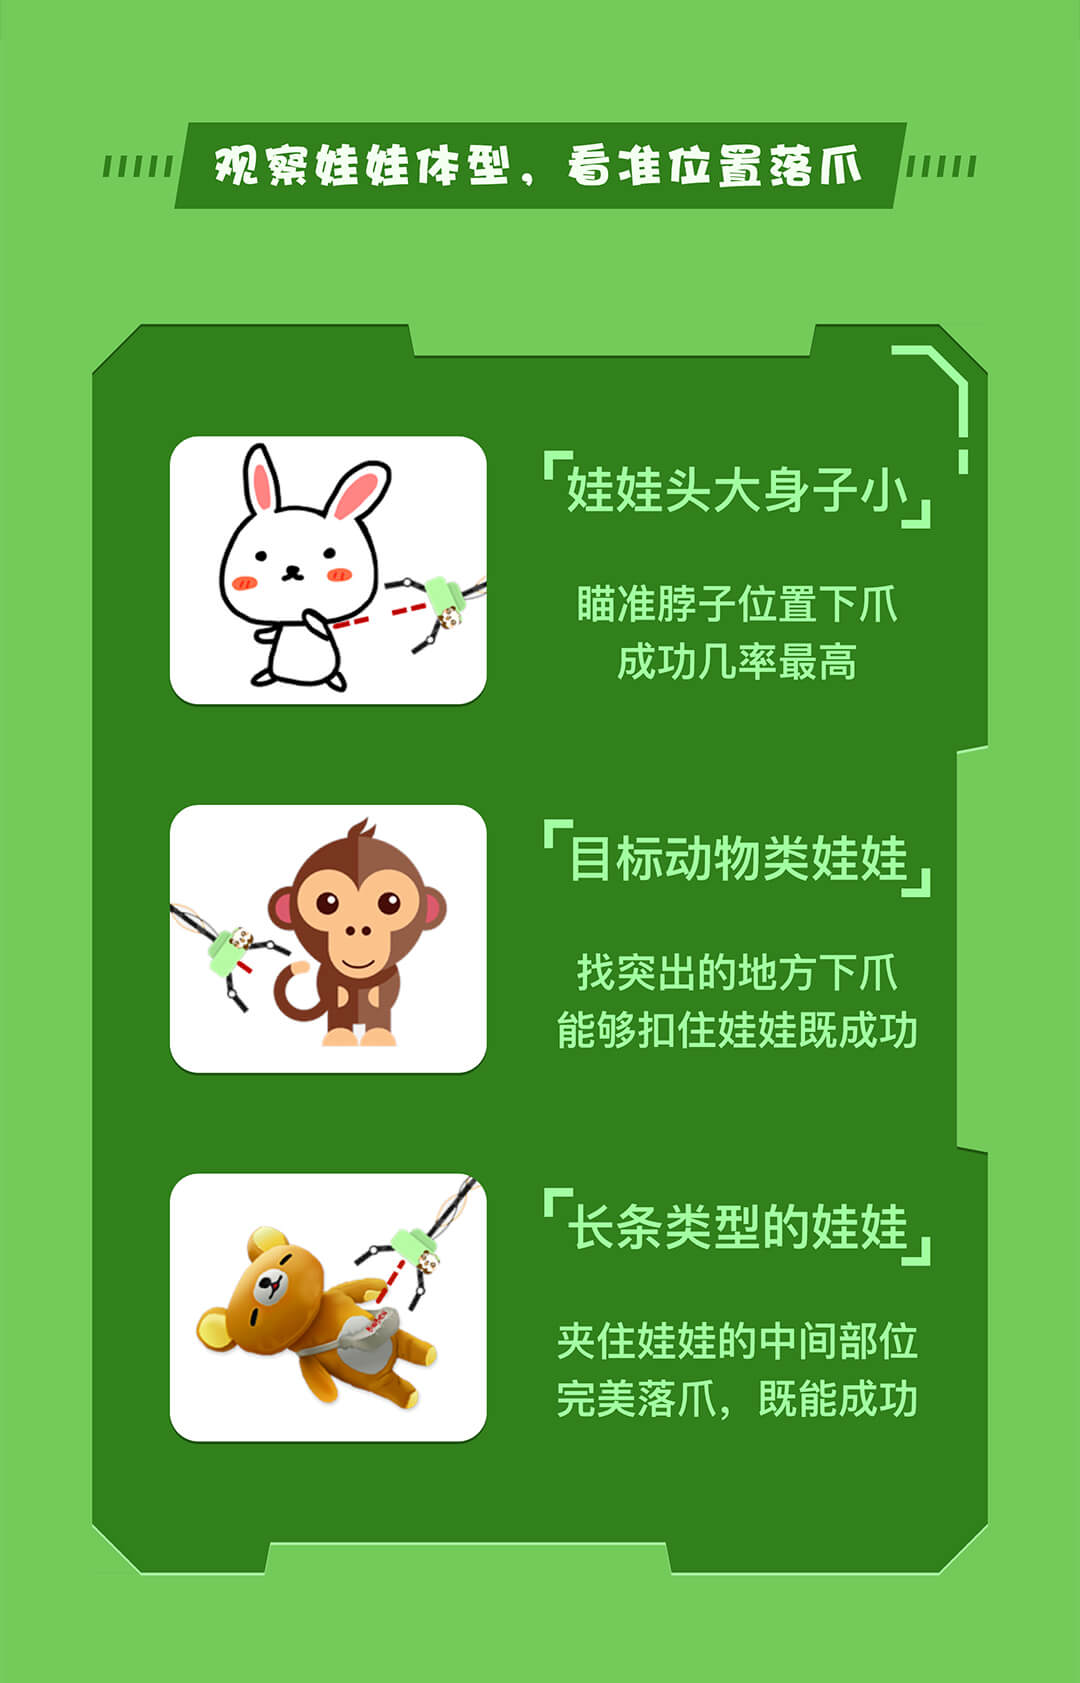 观察娃娃体型，看准位置落爪
娃娃头大身子小
瞄准脖子位置下爪
成功几率最高
目标动物类娃娃
找突出的地方下爪
能够扣住娃娃既成功
长条类型的娃娃
夹住娃娃的中间部位
完美落爪，既能成功